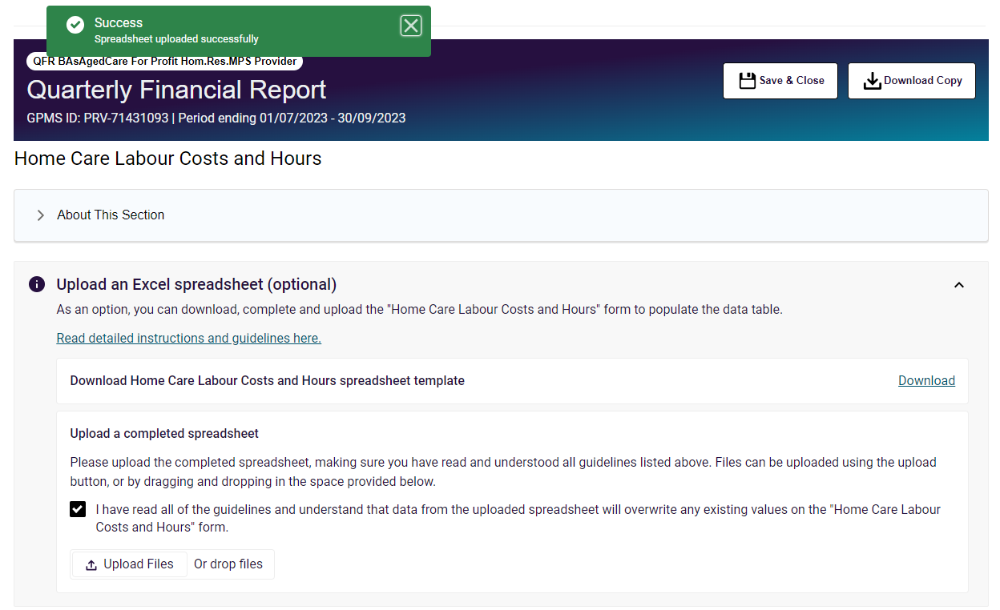 Success
Spreadsheet uploaded successfully
QFR BAsAgedCare For Profit Hom.Res.MPS Provider
Quarterly Financial Report
GPMS ID: PRV-71431093 | Period ending 01/07/2023 - 30/09/2023
Save & Close
Download Copy
Home Care Labour Costs and Hours
About This Section
Upload an Excel spreadsheet (optional)
As an option, you can download, complete and upload the "Home Care Labour Costs and Hours" form to populate the data table.
Read detailed instructions and guidelines here.
Download Home Care Labour Costs and Hours spreadsheet template
Download
Upload a completed spreadsheet
Please upload the completed spreadsheet, making sure you have read and understood all guidelines listed above. Files can be uploaded using the upload
button, or by dragging and dropping in the space provided below.
I have read all of the guidelines and understand that data from the uploaded spreadsheet will overwrite any existing values on the "Home Care Labour
Costs and Hours" form.
Upload Files
Or drop files